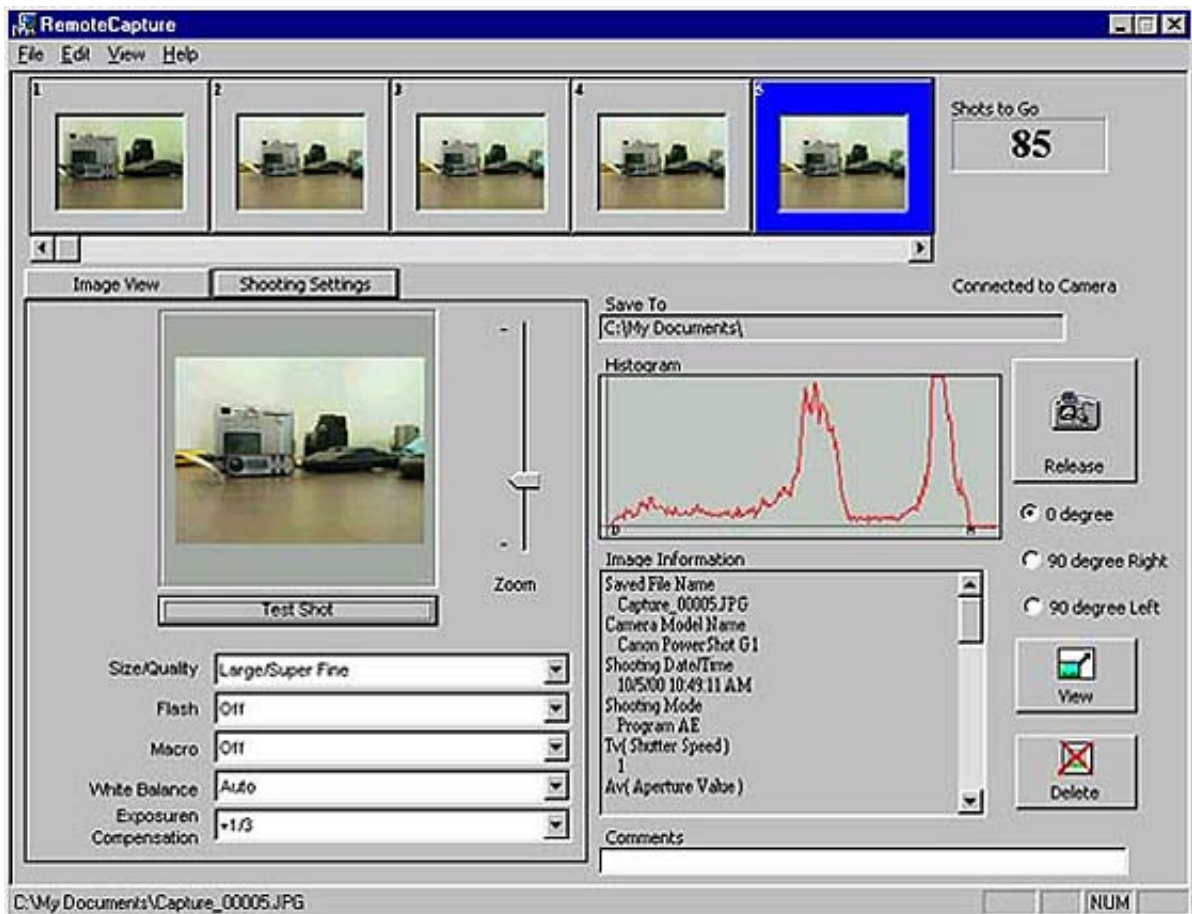 RemoteCapture
File Edit View Help
1 2 3 4 5
Shots to Go
85
Image View
Shooting Settings
Connected to Camera
Save To
C:\My Documents\
Histogram
Release
0 degree
90 degree Right
90 degree Left
Zoom
Test Shot
Size/Quality Large/Super Fine
Flash Off
Macro Off
White Balance Auto
Exposuren
Compensation +1/3
Image Information
Saved File Name
Capture_00005.JPG
Camera Model Name
Canon PowerShot G1
Shooting Date/Time
10/5/00 10:49:11 AM
Shooting Mode
Program AE
Tv( Shutter Speed )
1
Av( Aperture Value )
View
Delete
Comments
C:\My Documents\Capture_00005.JPG
NUM